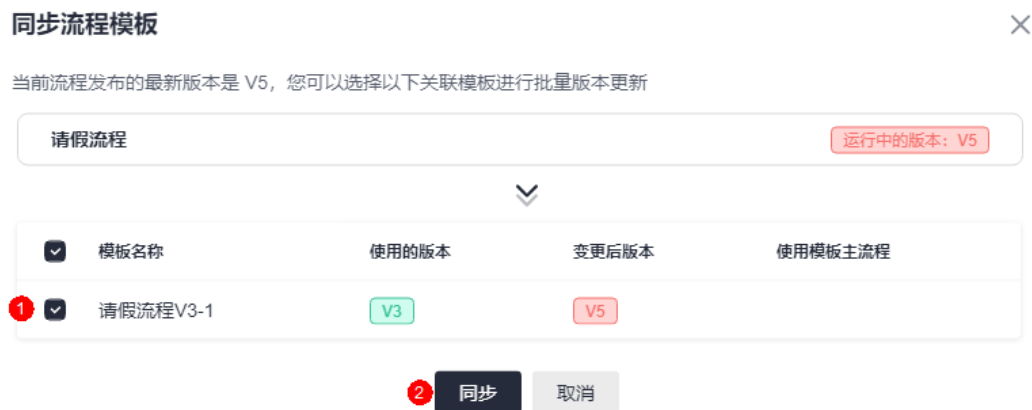 同步流程模板
当前流程发布的最新版本是 V5，您可以选择以下关联模板进行批量版本更新
请假流程 运行中的版本：V5
模板名称 使用的版本 变更后版本 使用模板主流程
1 请假流程V3-1 V3 V5
2 同步 取消